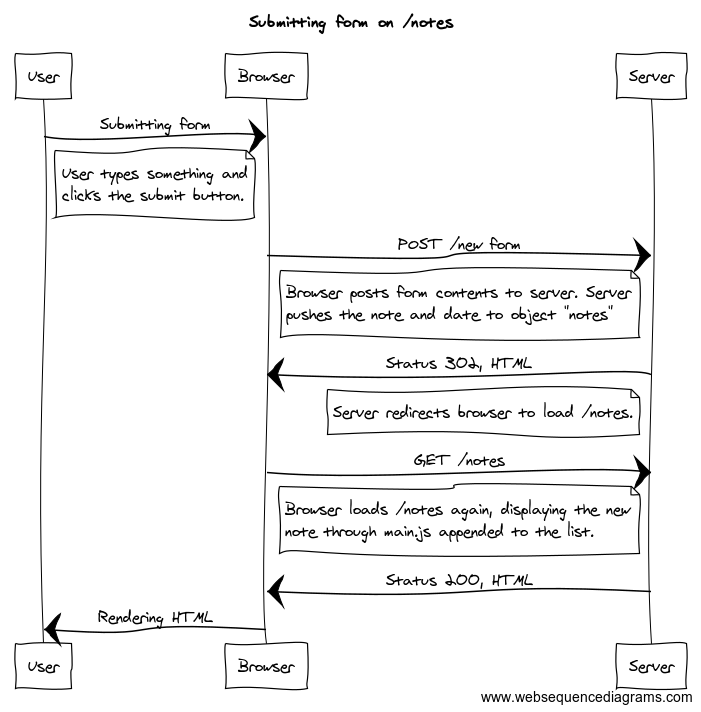 Submitting form on /notes
User
Browser
Server
Submitting form
User types something and
clicks the submit button.
POST /new form
Browser posts form contents to server. Server
pushes the note and date to object "notes"
Status 302, HTML
Server redirects browser to load /notes.
GET /notes
Browser loads /notes again, displaying the new
note through main.js appended to the list.
Status 200, HTML
Rendering HTML
User
Browser
Server
www.websequencediagrams.com